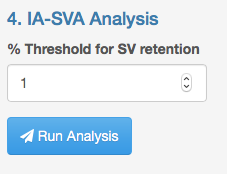 4. IA-SVA Analysis
% Threshold for SV retention
1
Run Analysis